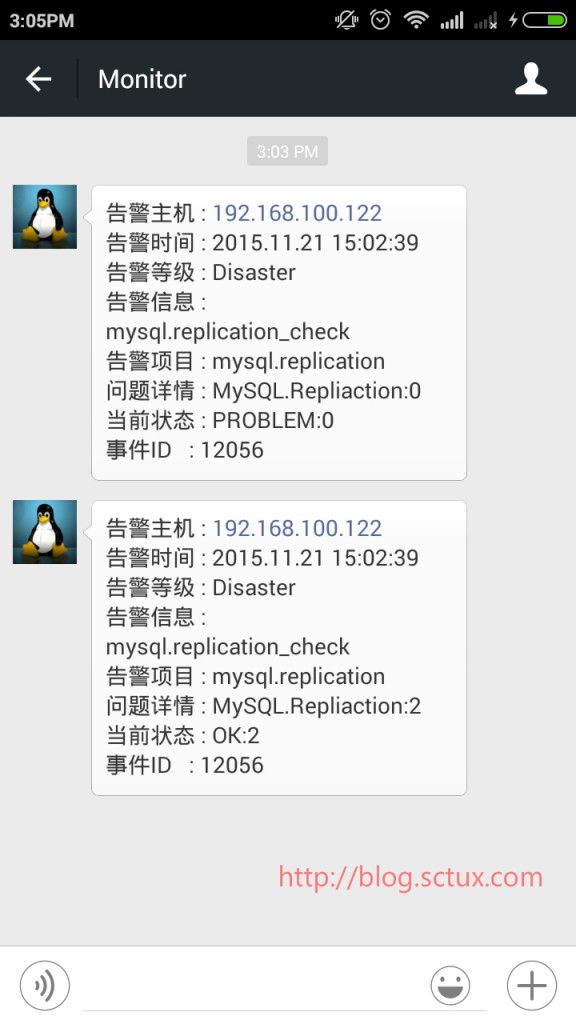 3:05PM
Monitor
3:03 PM
告警主机 : 192.168.100.122
告警时间 : 2015.11.21 15:02:39
告警等级 : Disaster
告警信息 :
mysql.replication_check
告警项目 : mysql.replication
问题详情 : MySQL.Repliaction:0
当前状态 : PROBLEM:0
事件ID : 12056
告警主机 : 192.168.100.122
告警时间 : 2015.11.21 15:02:39
告警等级 : Disaster
告警信息 :
mysql.replication_check
告警项目 : mysql.replication
问题详情 : MySQL.Repliaction:2
当前状态 : OK:2
事件ID : 12056
http://blog.sctux.com